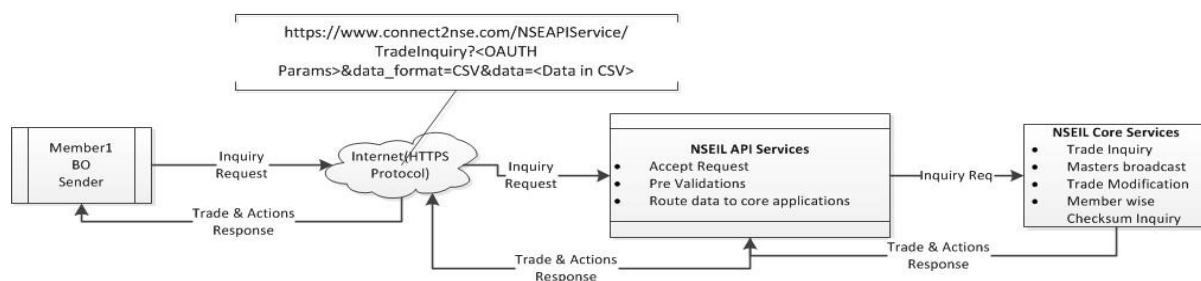 https://www.connect2nse.com/NSEAPIService/
TradeInquiry?<OAUTH
Params>&data_format=CSV&data=<Data in CSV>
Member1
BO
Sender
Inquiry
Request
Internet(HTTPS
Protocol)
Inquiry
Request
NSEIL API Services
• Accept Request
• Pre Validations
• Route data to core applications
Inquiry Req
NSEIL Core Services
• Trade Inquiry
• Masters broadcast
• Trade Modification
• Member wise
Checksum Inquiry
Trade & Actions
Response
Trade & Actions
Response
Trade & Actions
Response